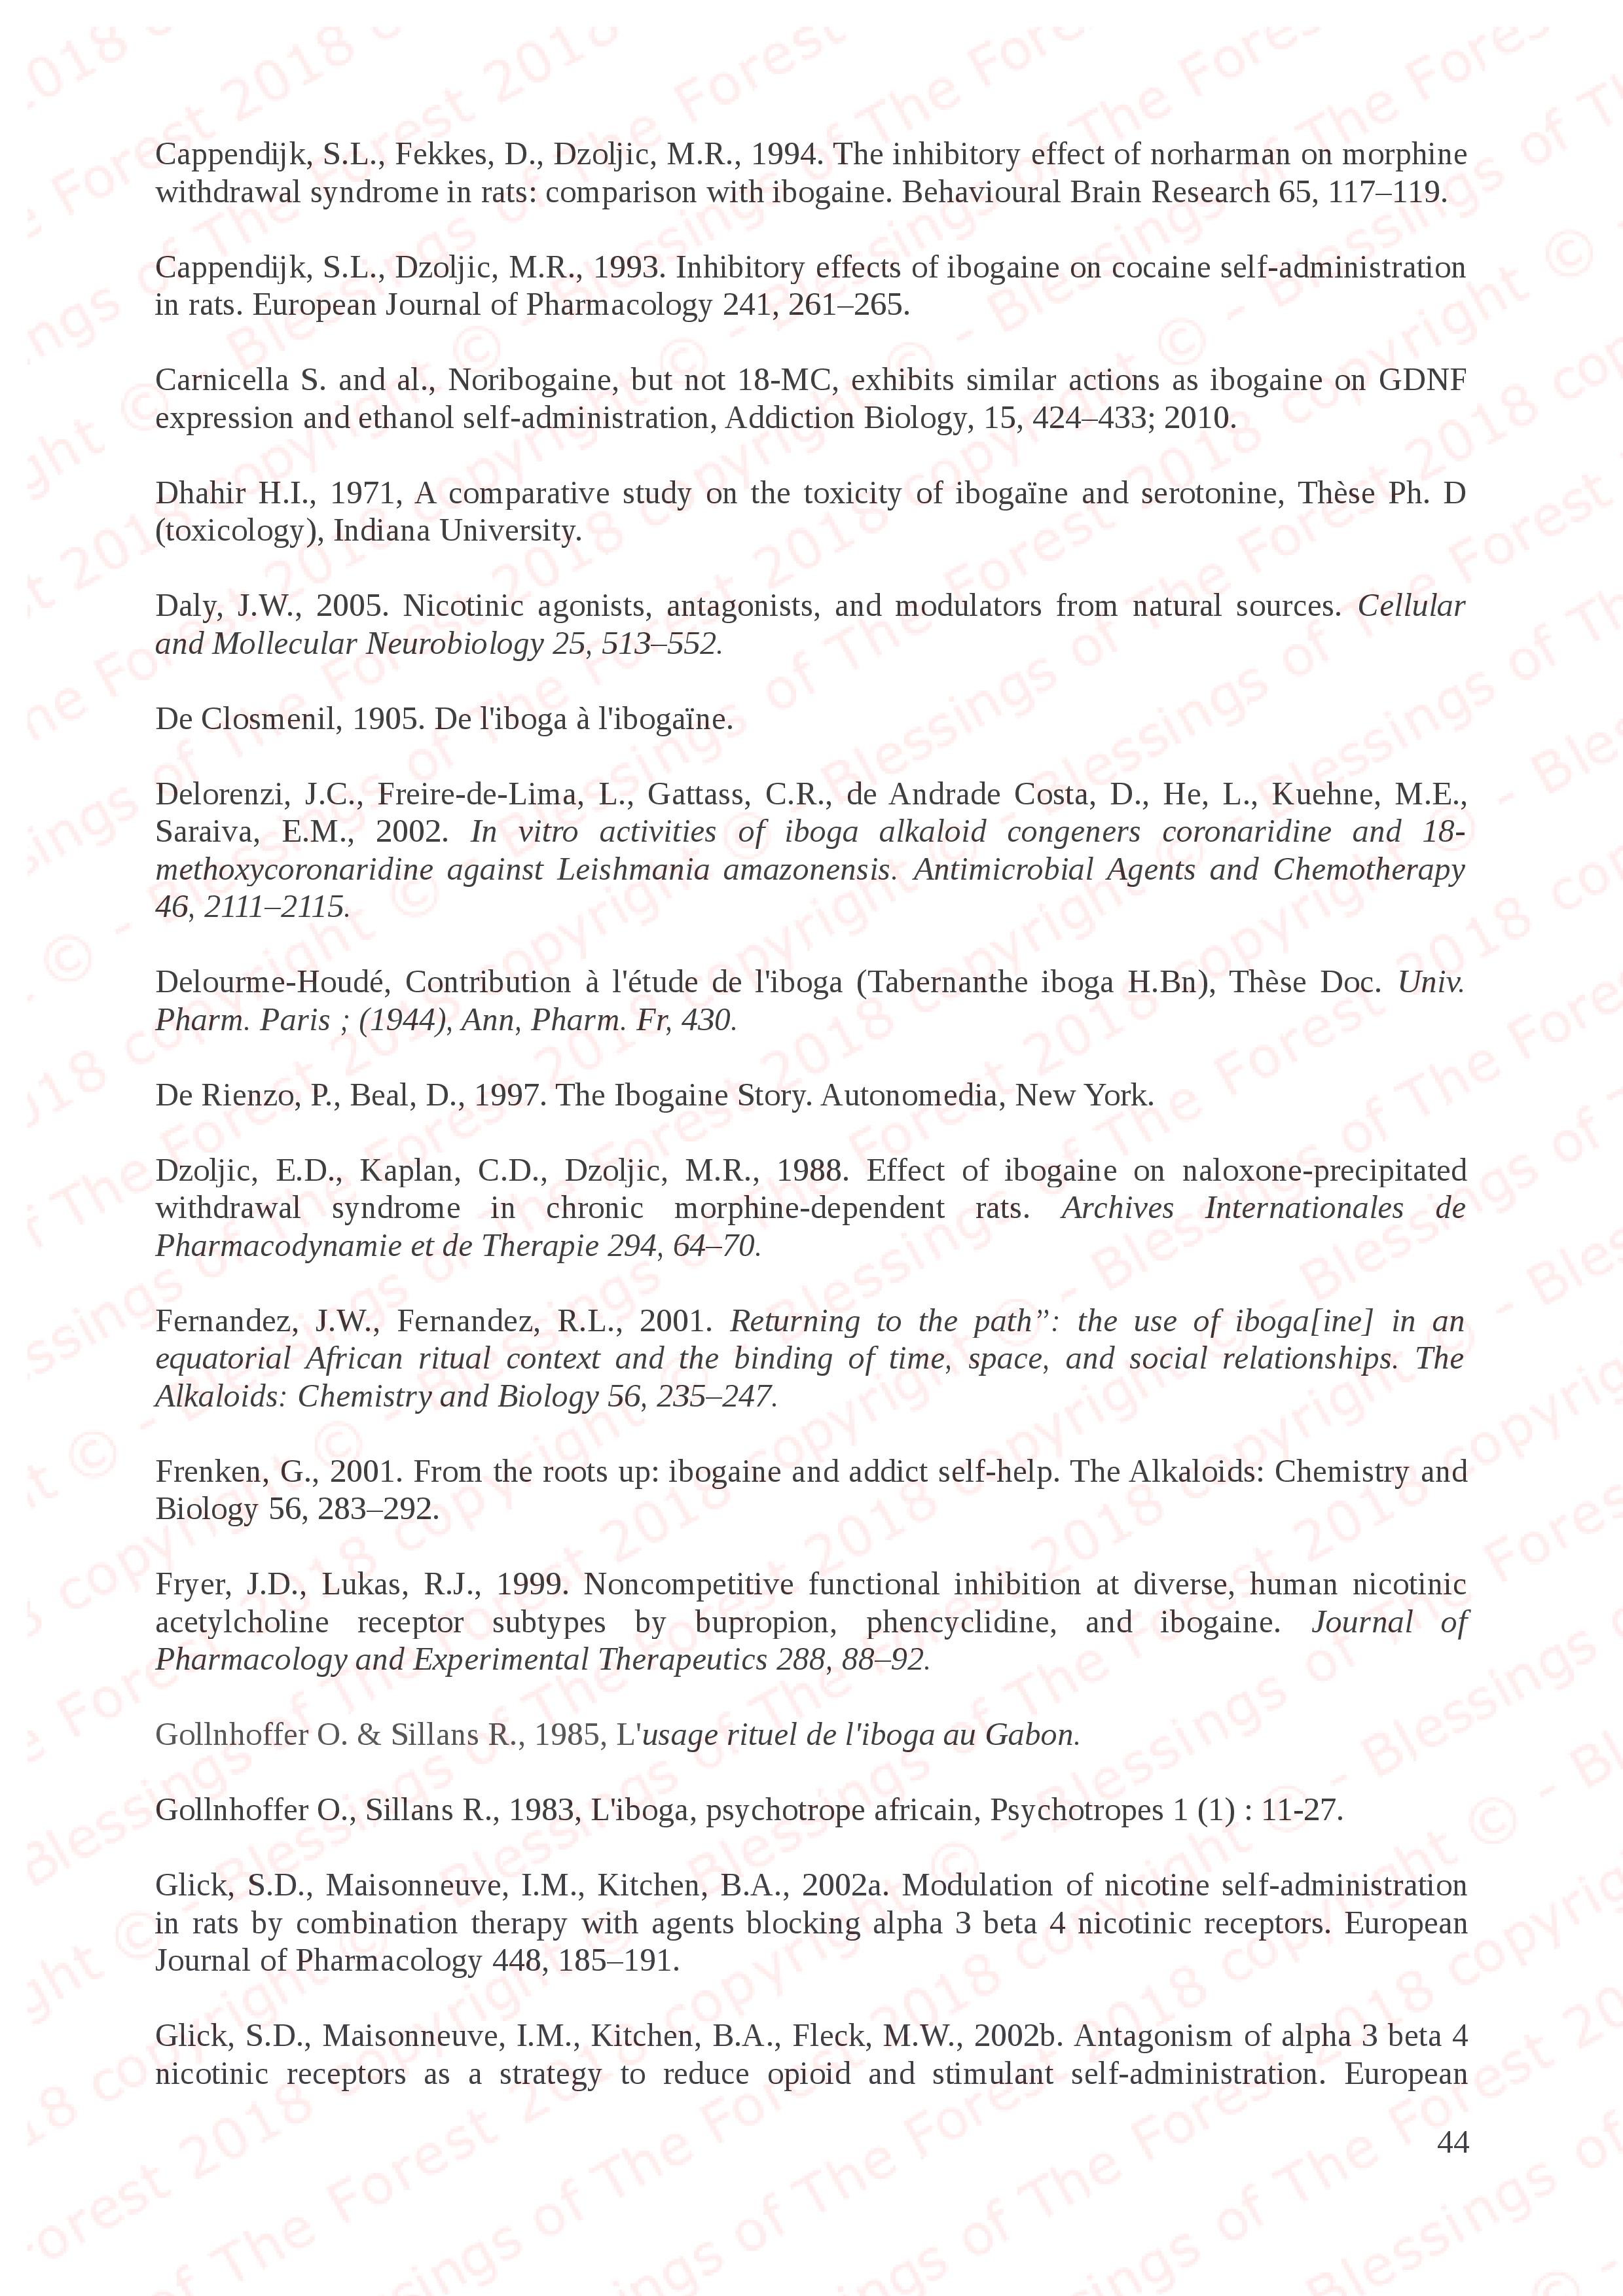 Cappendijk, S.L., Fekkes, D., Dzoljic, M.R., 1994. The inhibitory effect of norharman on morphine
withdrawal syndrome in rats: comparison with ibogaine. Behavioural Brain Research 65, 117–119.
Cappendijk, S.L., Dzoljic, M.R., 1993. Inhibitory effects of ibogaine on cocaine self-administration
in rats. European Journal of Pharmacology 241, 261–265.
Carnicella S. and al., Noribogaine, but not 18-MC, exhibits similar actions as ibogaine on GDNF
expression and ethanol self-administration, Addiction Biology, 15, 424–433; 2010.
Dhahir H.I., 1971, A comparative study on the toxicity of ibogaïne and serotonine, Thèse Ph. D
(toxicology), Indiana University.
Daly, J.W., 2005. Nicotinic agonists, antagonists, and modulators from natural sources. Cellular
and Mollecular Neurobiology 25, 513–552.
De Closmenil, 1905. De l'iboga à l'ibogaïne.
Delorenzi, J.C., Freire-de-Lima, L., Gattass, C.R., de Andrade Costa, D., He, L., Kuehne, M.E.,
Saraiva, E.M., 2002. In vitro activities of iboga alkaloid congeners coronaridine and 18-
methoxycoronaridine against Leishmania amazonensis. Antimicrobial Agents and Chemotherapy
46, 2111–2115.
Delourme-Houdé, Contribution à l'étude de l'iboga (Tabernanthe iboga H.Bn), Thèse Doc. Univ.
Pharm. Paris ; (1944), Ann, Pharm. Fr, 430.
De Rienzo, P., Beal, D., 1997. The Ibogaine Story. Autonomedia, New York.
Dzoljic, E.D., Kaplan, C.D., Dzoljic, M.R., 1988. Effect of ibogaine on naloxone-precipitated
withdrawal syndrome in chronic morphine-dependent rats. Archives Internationales de
Pharmacodynamie et de Therapie 294, 64–70.
Fernandez, J.W., Fernandez, R.L., 2001. Returning to the path”: the use of iboga[ine] in an
equatorial African ritual context and the binding of time, space, and social relationships. The
Alkaloids: Chemistry and Biology 56, 235–247.
Frenken, G., 2001. From the roots up: ibogaine and addict self-help. The Alkaloids: Chemistry and
Biology 56, 283–292.
Fryer, J.D., Lukas, R.J., 1999. Noncompetitive functional inhibition at diverse, human nicotinic
acetylcholine receptor subtypes by bupropion, phencyclidine, and ibogaine. Journal of
Pharmacology and Experimental Therapeutics 288, 88–92.
Gollnhoffer O. & Sillans R., 1985, L'usage rituel de l'iboga au Gabon.
Gollnhoffer O., Sillans R., 1983, L'iboga, psychotrope africain, Psychotropes 1 (1) : 11-27.
Glick, S.D., Maisonneuve, I.M., Kitchen, B.A., 2002a. Modulation of nicotine self-administration
in rats by combination therapy with agents blocking alpha 3 beta 4 nicotinic receptors. European
Journal of Pharmacology 448, 185–191.
Glick, S.D., Maisonneuve, I.M., Kitchen, B.A., Fleck, M.W., 2002b. Antagonism of alpha 3 beta 4
nicotinic receptors as a strategy to reduce opioid and stimulant self-administration. European
44